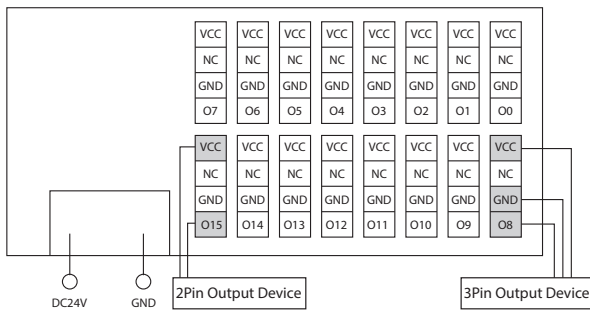 VCC VCC VCC VCC VCC VCC VCC VCC
NC NC NC NC NC NC NC NC
GND GND GND GND GND GND GND GND
O7 O6 O5 O4 O3 O2 O1 O0
VCC VCC VCC VCC VCC VCC VCC VCC
NC NC NC NC NC NC NC NC
GND GND GND GND GND GND GND GND
O15 O14 O13 O12 O11 O10 O9 O8
DC24V GND 2Pin Output Device 3Pin Output Device